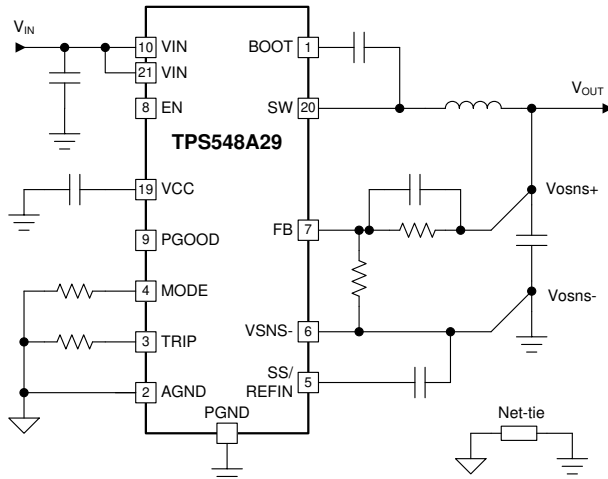 VIN
10 VIN
21 VIN
8 EN
TPS548A29
19 VCC
9 PGOOD
4 MODE
3 TRIP
2 AGND
PGND
BOOT 1
SW 20
VOUT
Vosns+
FB 7
Vosns-
VSNS- 6
SS/
REFIN 5
Net-tie